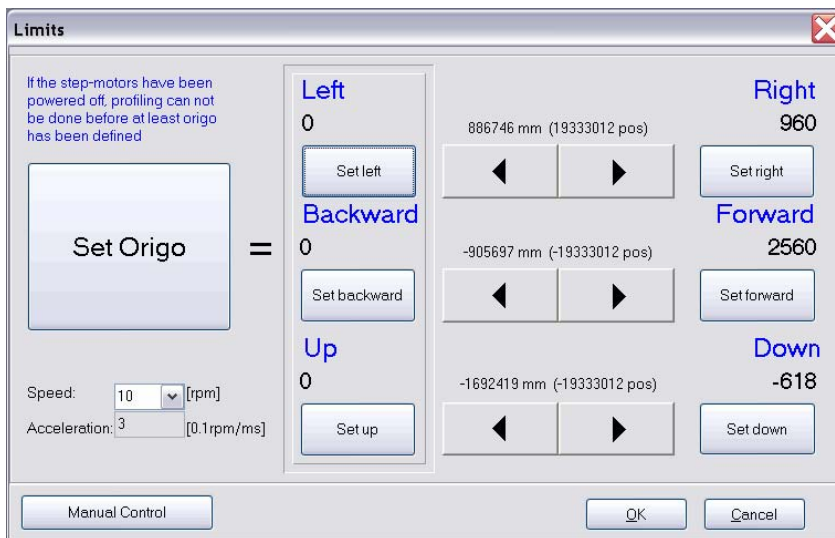 Limits
If the step-motors have been
powered off, profiling can not
be done before at least origo
has been defined
Set Origo
=
Left
0
Set left
886746 mm (19333012 pos)
Right
960
Set right
Backward
0
Set backward
-905697 mm (-19333012 pos)
Forward
2560
Set forward
Up
0
Set up
-1692419 mm (-19333012 pos)
Down
-618
Set down
Speed: 10 [rpm]
Acceleration: 3 [0.1rpm/ms]
Manual Control
OK
Cancel